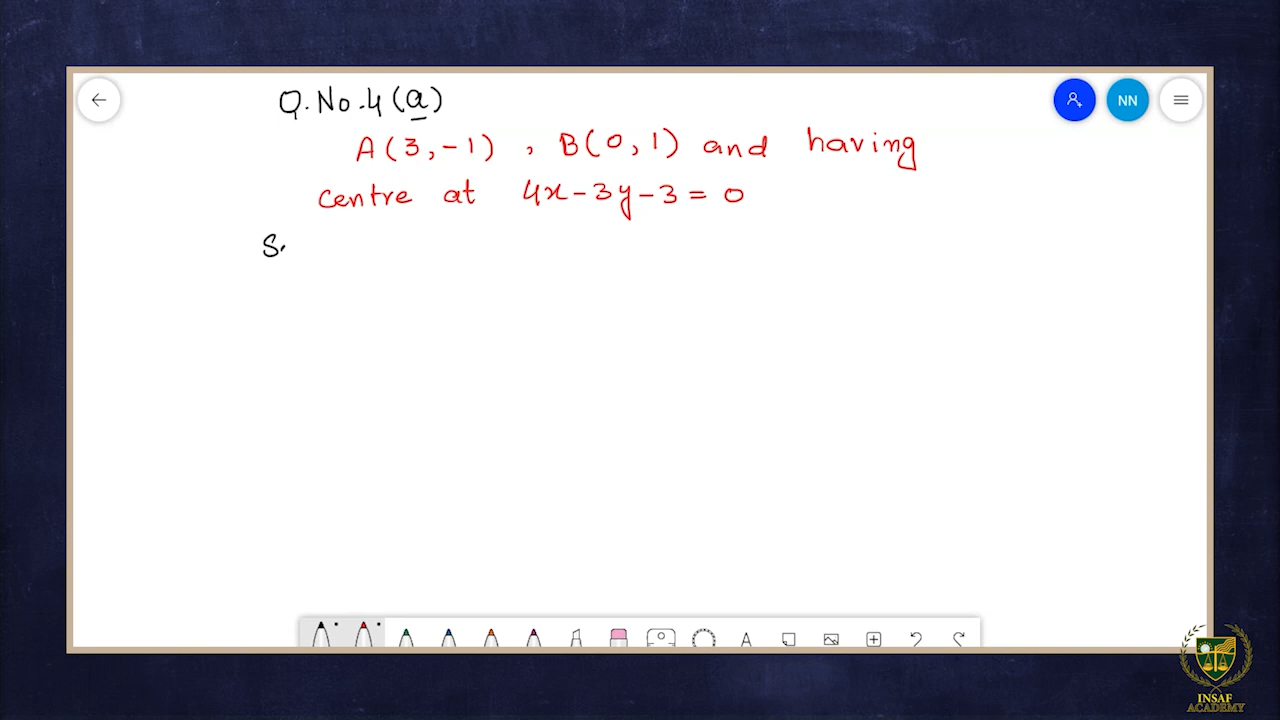 Q.No.4(a)
NN
A(3,-1) , B(0,1) and having
centre at 4x-3y-3=0
S.
A
INSAF
ACADEMY